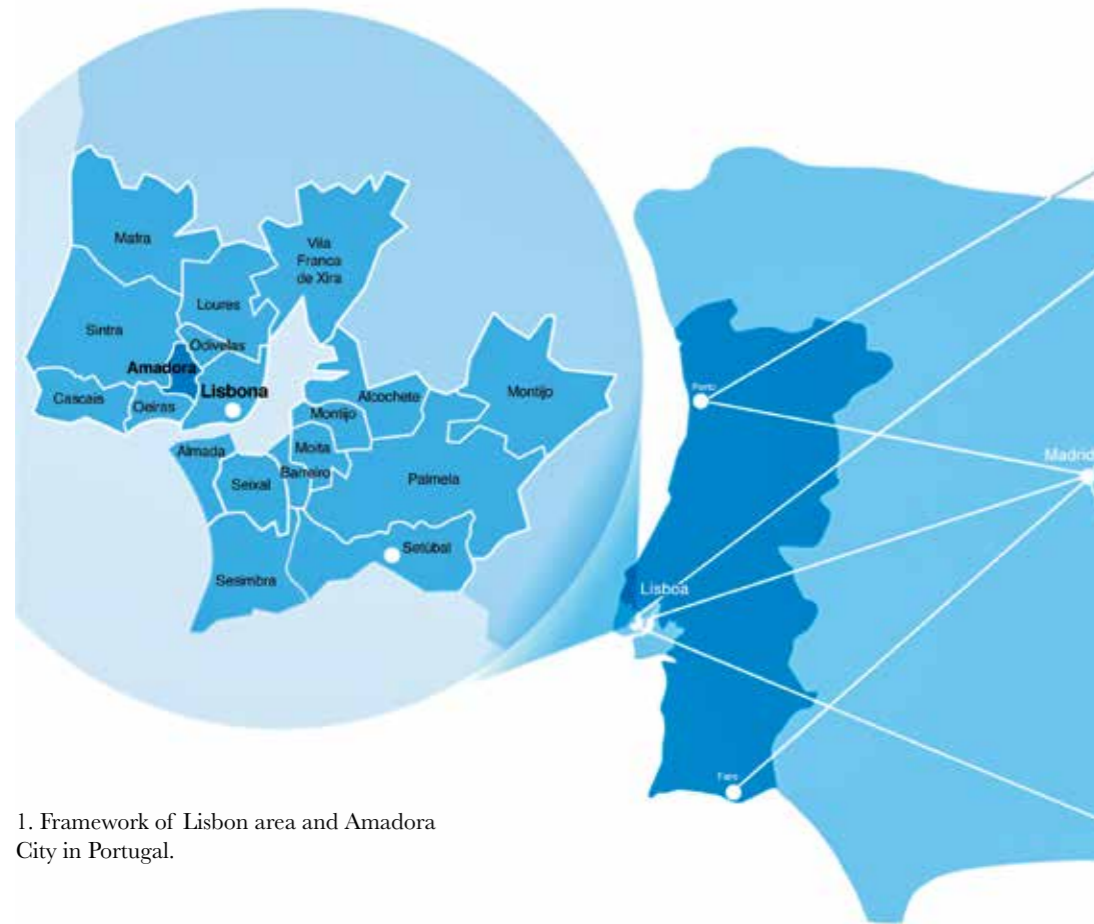 Mafra
Vila
Franca
de Xira
Loures
Sintra
Odivelas
Amadora
Lisbona
Cascais
Oeiras
Alcochete
Montijo
Montijo
Almada
Moita
Barreiro
Seixal
Palmela
Setúbal
Sesimbra
Porto
Madrid
Lisboa
Faro
1. Framework of Lisbon area and Amadora
City in Portugal.